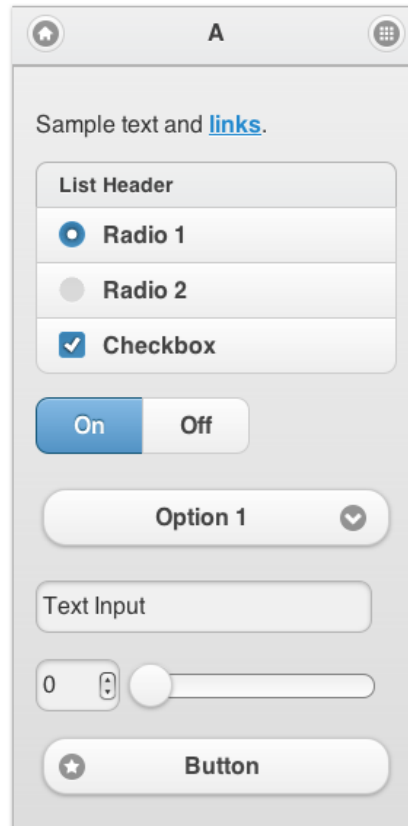 A
Sample text and links.
List Header
Radio 1
Radio 2
Checkbox
On Off
Option 1
Text Input
0
Button